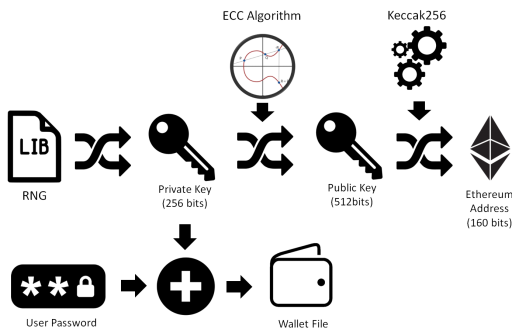 ECC Algorithm
Keccak256
LIB
RNG
Private Key
(256 bits)
Public Key
(512bits)
Ethereum
Address
(160 bits)
**
User Password
Wallet File